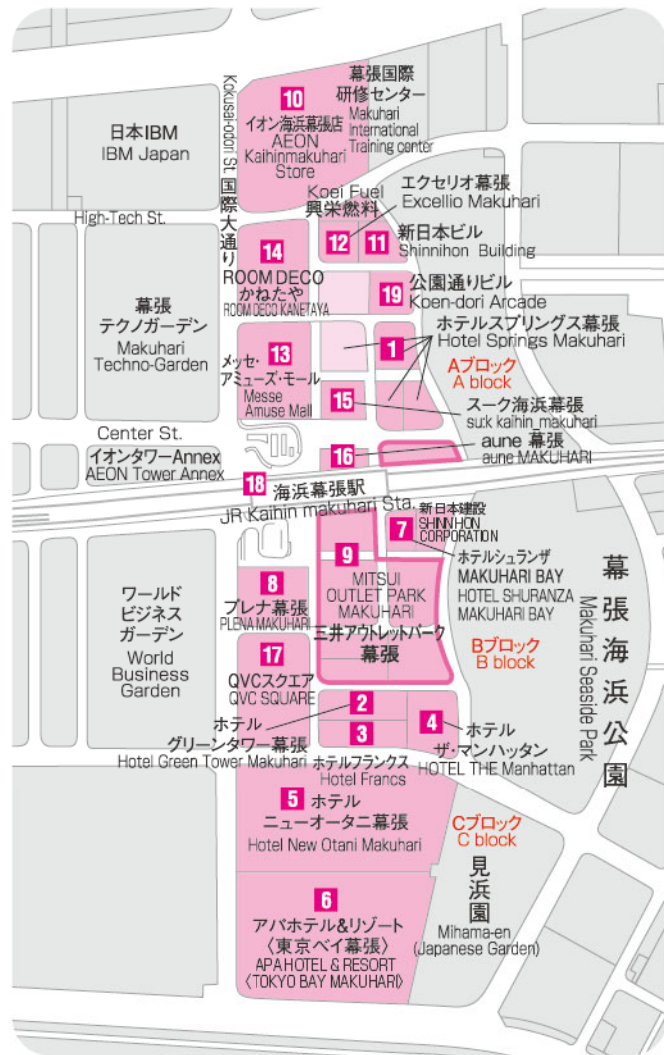 10
イオン海浜幕張店
AEON
Kaihinmakuhari
Store
幕張国際
研修センター
Makuhari
International
Training center
日本IBM
IBM Japan
Kokusai-odori St.
国際大通り
High-Tech St.
Koei Fuel
興栄燃料
エクセリオ幕張
Excellio Makuhari
12
11
新日本ビル
Shinnihon Building
14
ROOM DECO
かねたや
ROOM DECO KANETAYA
19
公園通りビル
Koen-dori Arcade
幕張
テクノガーデン
Makuhari
Techno-Garden
13
メッセ・
アミューズ・モール
Messe
Amuse Mall
1
ホテルスプリングス幕張
Hotel Springs Makuhari
Aブロック
A block
15
スーク海浜幕張
su:k kaihin makuhari
Center St.
イオンタワーAnnex
AEON Tower Annex
16
aune 幕張
aune MAKUHARI
18
海浜幕張駅
JR Kaihin makuhari Sta.
7
新日本建設
SHINNIHON
CORPORATION
ホテルシュランザ
MAKUHARI BAY
HOTEL SHURANZA
MAKUHARI BAY
9
MITSUI
OUTLET PARK
MAKUHARI
三井アウトレットパーク
幕張
8
プレナ幕張
PLENA MAKUHARI
ワールド
ビジネス
ガーデン
World
Business
Garden
Bブロック
B block
幕張海浜公園
Makuhari Seaside Park
17
QVCスクエア
QVC SQUARE
2
ホテル
グリーンタワー幕張
Hotel Green Tower Makuhari
3
ホテルフランクス
Hotel Francs
4
ホテル
ザ・マンハッタン
HOTEL THE Manhattan
5
ホテル
ニューオータニ幕張
Hotel New Otani Makuhari
Cブロック
C block
見浜園
Mihama-en
(Japanese Garden)
6
アパホテル&リゾート
〈東京ベイ幕張〉
APAHOTEL & RESORT
〈TOKYO BAY MAKUHARI〉